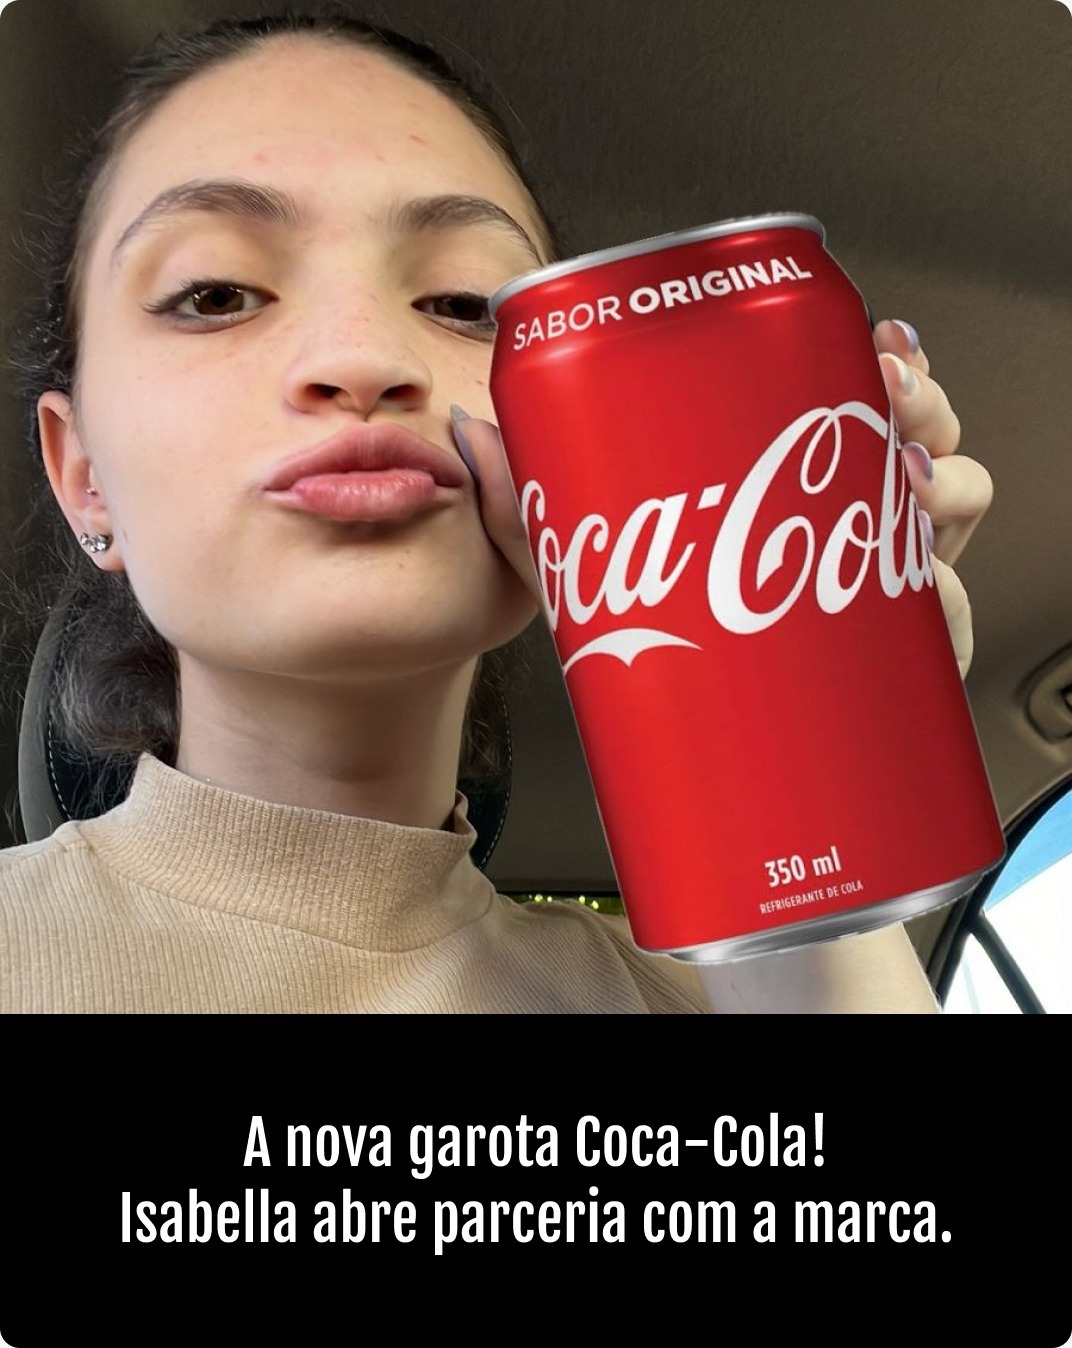 SABOR ORIGINAL
Coca-Cola
350 ml
REFRIGERANTE DE COLA
A nova garota Coca-Cola!
Isabella abre parceria com a marca.